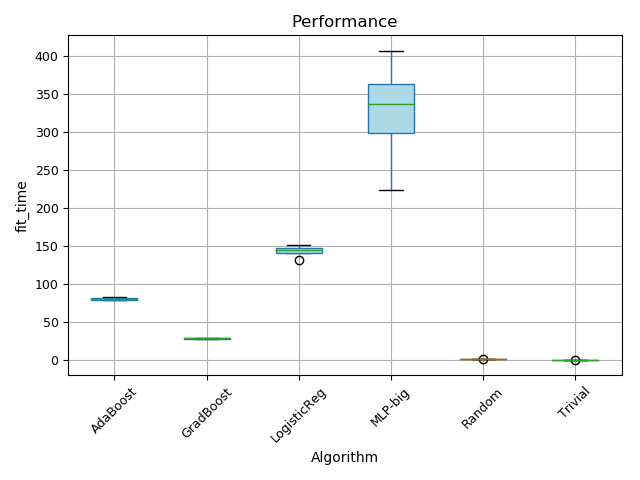 Performance
400
350
300
250
200
150
100
50
0
fit_time
AdaBoost
GradBoost
LogisticReg
MLP-big
Random
Trivial
Algorithm